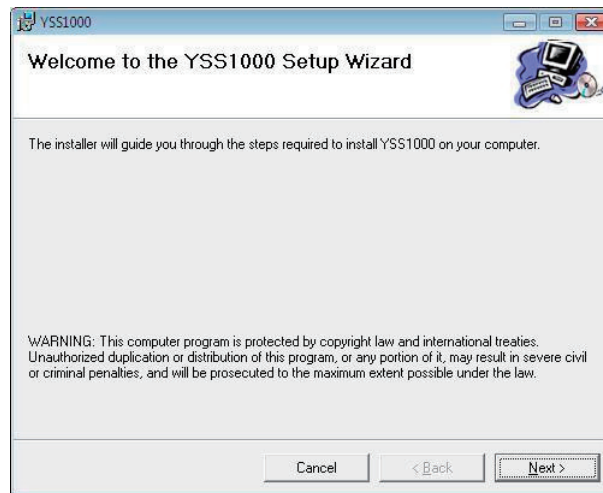 YSS1000
Welcome to the YSS1000 Setup Wizard
The installer will guide you through the steps required to install YSS1000 on your computer.
WARNING: This computer program is protected by copyright law and international treaties.
Unauthorized duplication or distribution of this program, or any portion of it, may result in severe civil
or criminal penalties, and will be prosecuted to the maximum extent possible under the law.
Cancel
< Back
Next >